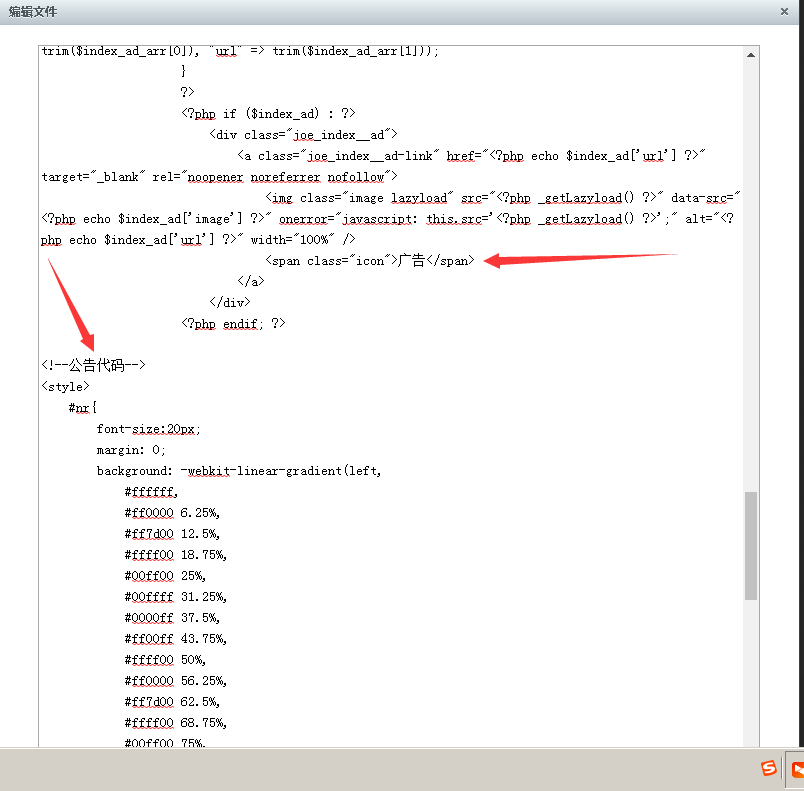 编辑文件
trim($index_ad_arr[0]), "url" => trim($index_ad_arr[1]));
}
?>
<?php if ($index_ad) : ?>
<div class="joe_index__ad">
<a class="joe_index__ad-link" href="<?php echo $index_ad['url'] ?>"
target="_blank" rel="noopener noreferrer nofollow">
<img class="image lazyload" src="<?php _getLazyload() ?>" data-src="
<?php echo $index_ad['image'] ?>" onerror="javascript: this.src='<?php _getLazyload() ?>';" alt="<?
php echo $index_ad['url'] ?>" width="100%" />
<span class="icon">广告</span>
</a>
</div>
<?php endif; ?>
<!--公告代码-->
<style>
#nr{
font-size:20px;
margin: 0;
background: -webkit-linear-gradient(left,
#ffffff,
#ff0000 6.25%,
#ff7d00 12.5%,
#ffff00 18.75%,
#00ff00 25%,
#00ffff 31.25%,
#0000ff 37.5%,
#ff00ff 43.75%,
#ffff00 50%,
#ff0000 56.25%,
#ff7d00 62.5%,
#ffff00 68.75%,
#00ff00 75%,